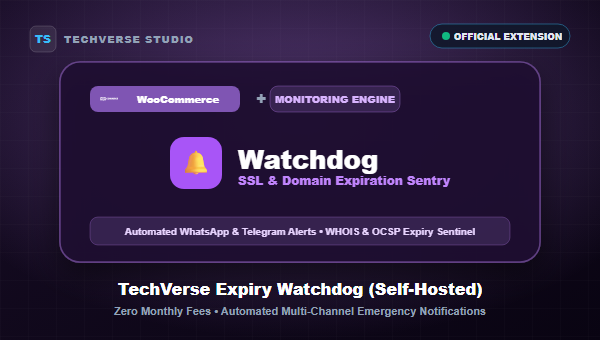 TS TECHVERSE STUDIO
OFFICIAL EXTENSION
WooCommerce + MONITORING ENGINE
Watchdog
SSL & Domain Expiration Sentry
Automated WhatsApp & Telegram Alerts • WHOIS & OCSP Expiry Sentinel
TechVerse Expiry Watchdog (Self-Hosted)
Zero Monthly Fees • Automated Multi-Channel Emergency Notifications